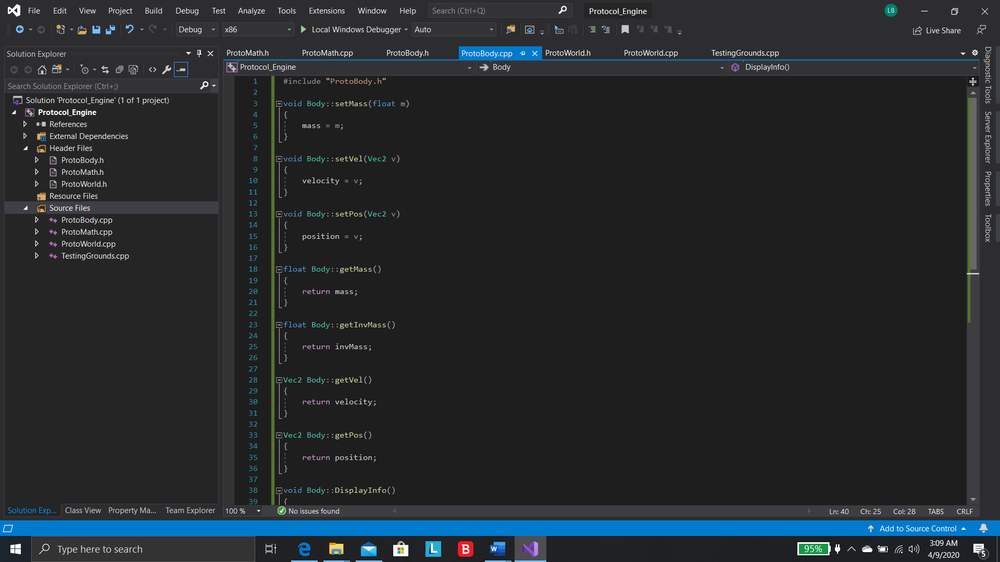 File Edit View Project Build Debug Test Analyze Tools Extensions Window Help Search (Ctrl+Q) Protocol_Engine LB
Debug x86 Local Windows Debugger Auto Live Share
Solution Explorer
Search Solution Explorer (Ctrl+;)
Solution 'Protocol_Engine' (1 of 1 project)
Protocol_Engine
References
External Dependencies
Header Files
ProtoBody.h
ProtoMath.h
ProtoWorld.h
Resource Files
Source Files
ProtoBody.cpp
ProtoMath.cpp
ProtoWorld.cpp
TestingGrounds.cpp
Solution Exp... Class View Property Ma... Team Explorer
ProtoMath.h ProtoMath.cpp ProtoBody.h ProtoBody.cpp ProtoWorld.h ProtoWorld.cpp TestingGrounds.cpp
Protocol_Engine Body DisplayInfo()
1 #include "ProtoBody.h"
2
3 void Body::setMass(float m)
4 {
5 mass = m;
6 }
7
8 void Body::setVel(Vec2 v)
9 {
10 velocity = v;
11 }
12
13 void Body::setPos(Vec2 v)
14 {
15 position = v;
16 }
17
18 float Body::getMass()
19 {
20 return mass;
21 }
22
23 float Body::getInvMass()
24 {
25 return invMass;
26 }
27
28 Vec2 Body::getVel()
29 {
30 return velocity;
31 }
32
33 Vec2 Body::getPos()
34 {
35 return position;
36 }
37
38 void Body::DisplayInfo()
39 {
100 % No issues found Ln: 40 Ch: 25 Col: 28 TABS CRLF
Diagnostic Tools
Server Explorer
Properties
Toolbox
Add to Source Control
Type here to search
L
B
W
95%
3:09 AM
4/9/2020
5